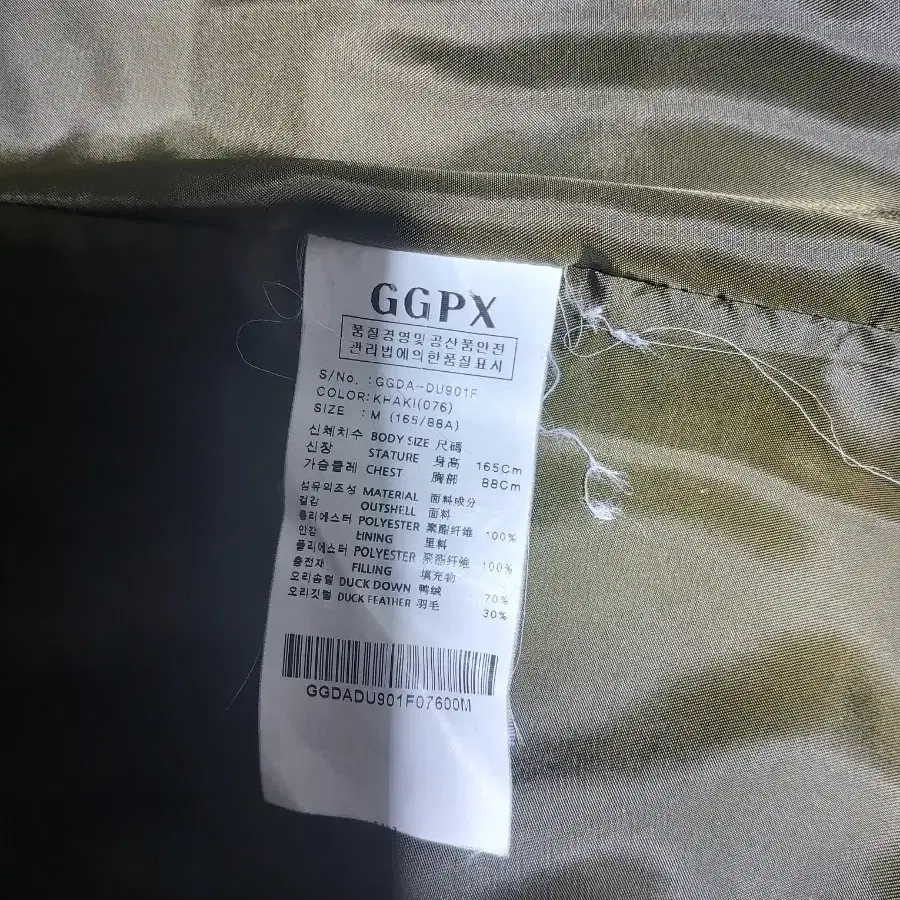 GGPX
품질경영및공산품안전
관리법에의한품질표시
S/No. : GGDA-DU901F
COLOR: KHAKI(076)
SIZE : M (165/88A)
신체치수 BODY SIZE 尺碼
신장 STATURE 身高 165Cm
가슴둘레 CHEST 胸部 88Cm
섬유의조성 MATERIAL 面料成分
겉감 OUTSHELL 面料
폴리에스터 POLYESTER 聚酯纤维 100%
안감 LINING 里料
폴리에스터 POLYESTER 聚酯纤维 100%
충전재 FILLING 填充物
오리솜털 DUCK DOWN 鸭绒 70%
오리깃털 DUCK FEATHER 羽毛 30%
GGDADU901F07600M